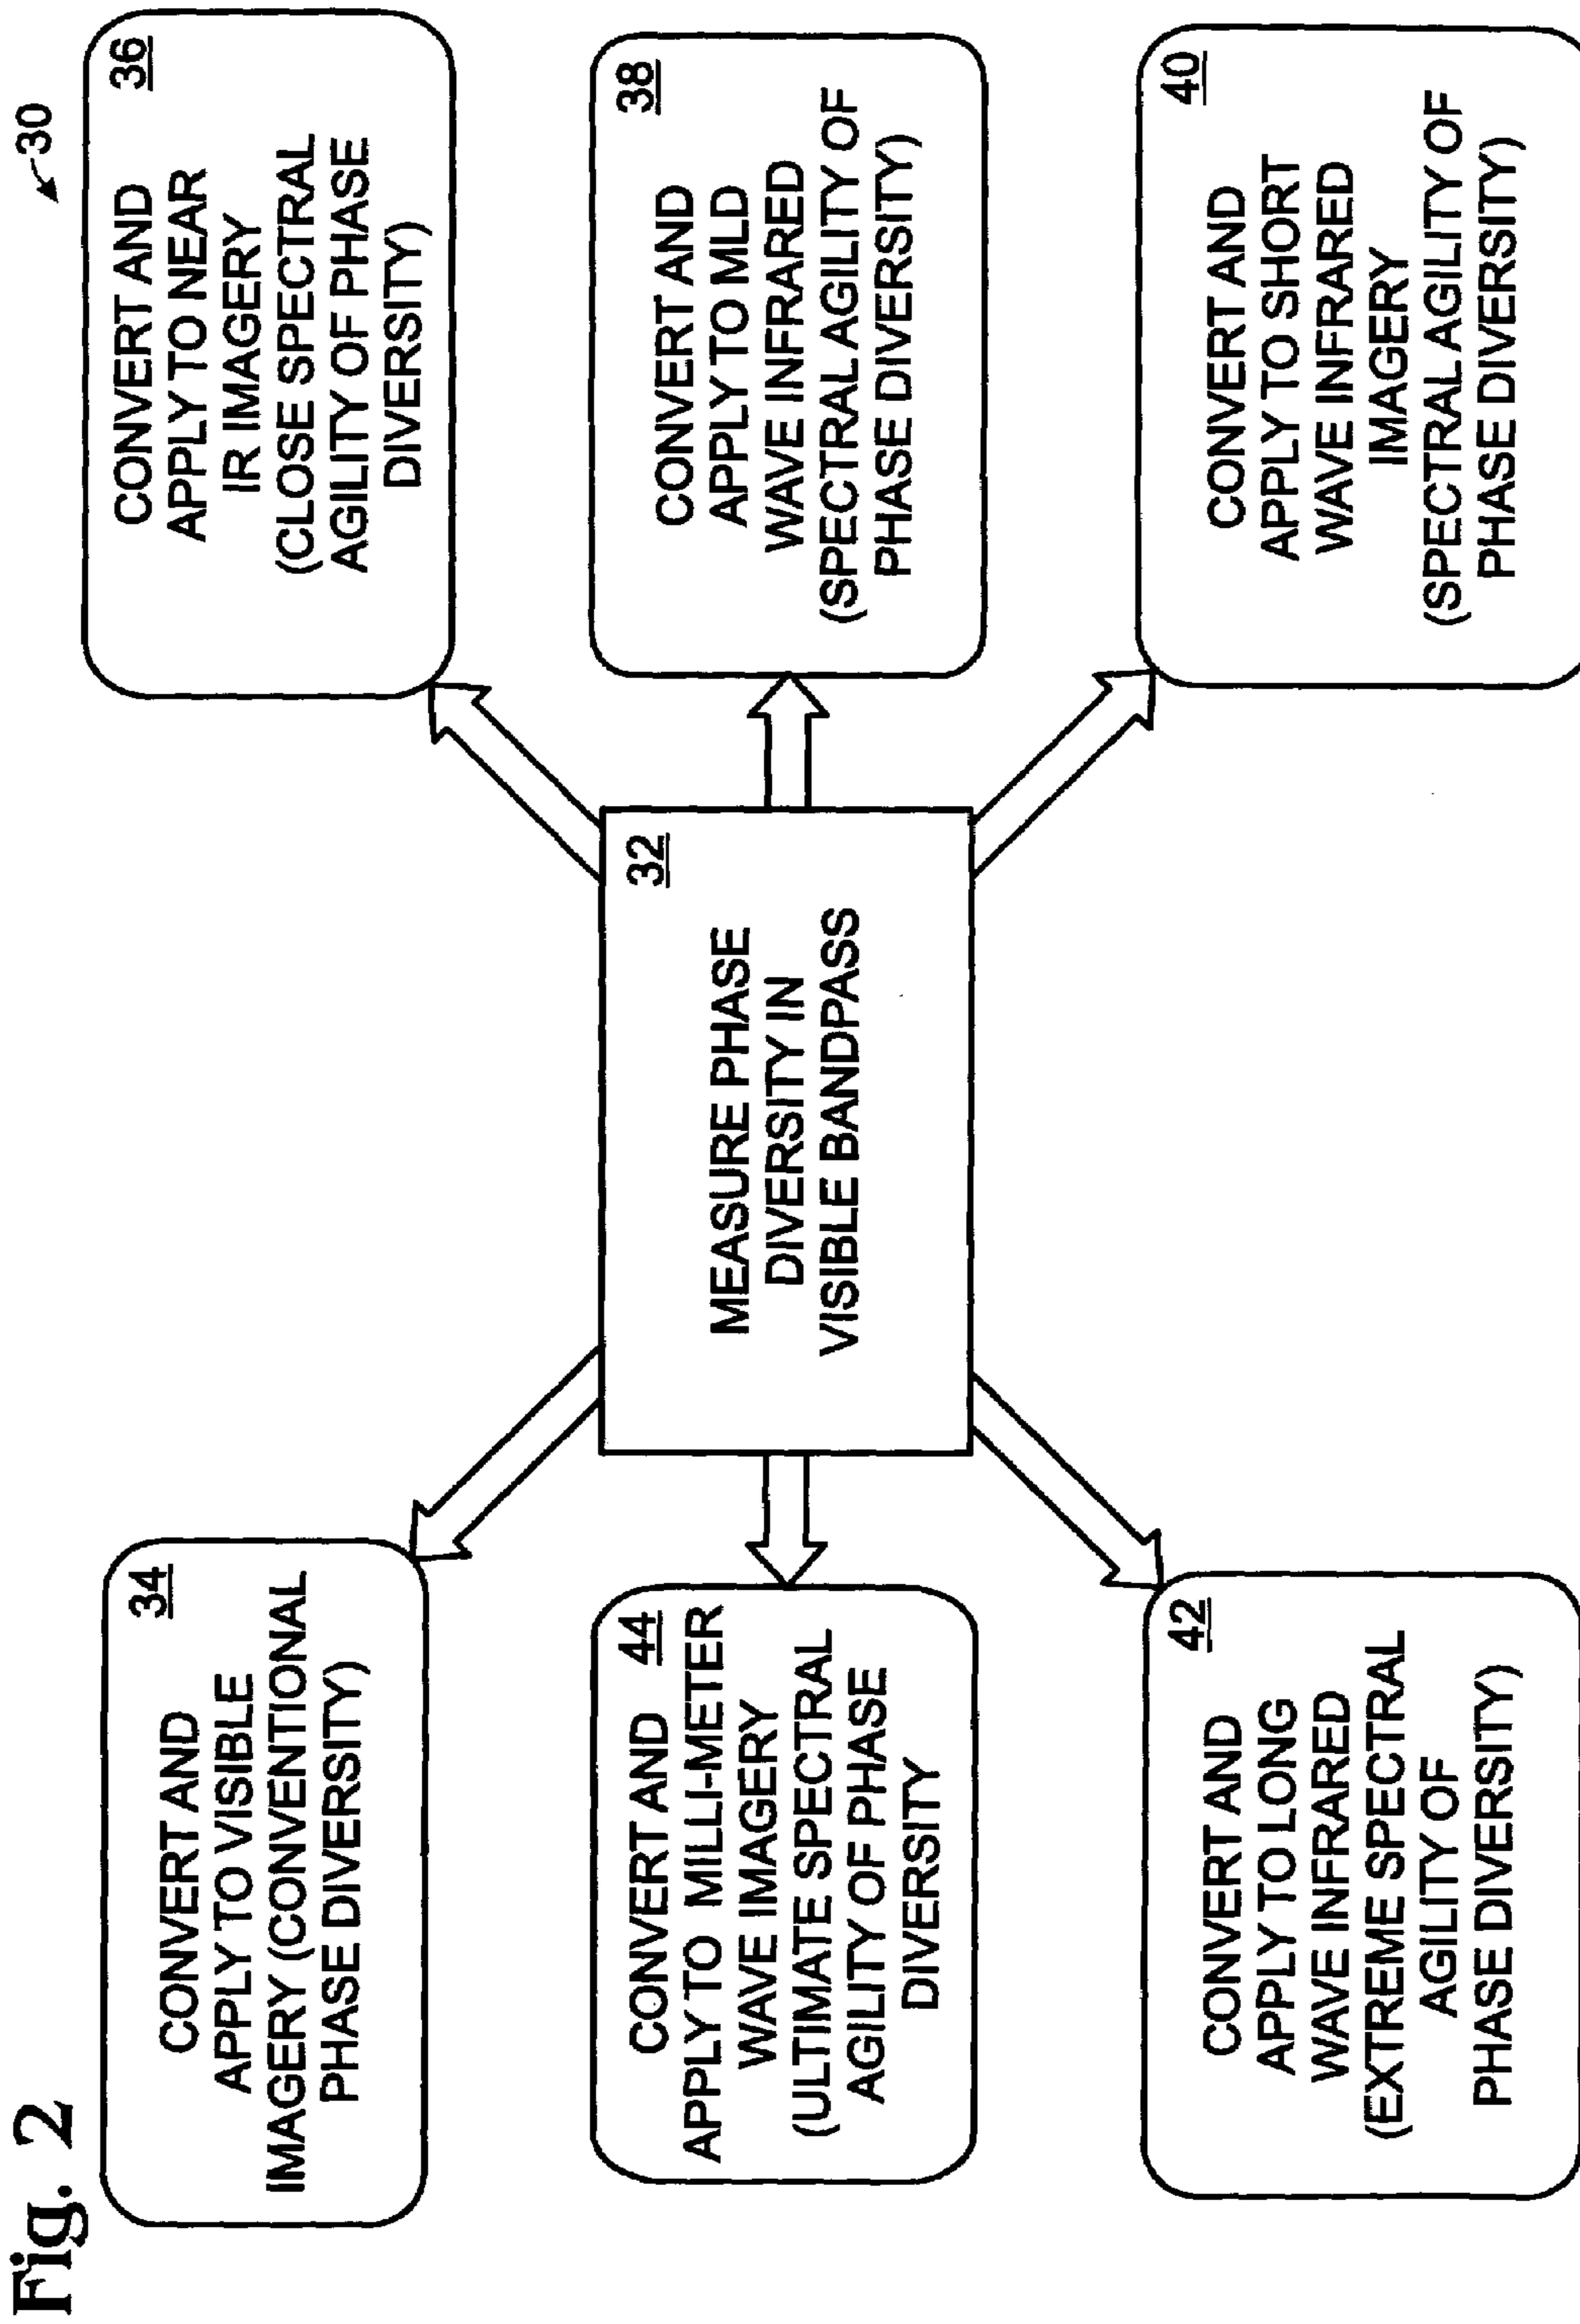 Fig. 2
30
34
CONVERT AND
APPLY TO VISIBLE
IMAGERY (CONVENTIONAL
PHASE DIVERSITY)
36
CONVERT AND
APPLY TO NEAR
IR IMAGERY
(CLOSE SPECTRAL
AGILITY OF PHASE
DIVERSITY)
44
CONVERT AND
APPLY TO MILLI-METER
WAVE IMAGERY
(ULTIMATE SPECTRAL
AGILITY OF PHASE
DIVERSITY
32
MEASURE PHASE
DIVERSITY IN
VISIBLE BANDPASS
38
CONVERT AND
APPLY TO MLD
WAVE INFRARED
(SPECTRAL AGILITY OF
PHASE DIVERSITY)
42
CONVERT AND
APPLY TO LONG
WAVE INFRARED
(EXTREME SPECTRAL
AGILITY OF
PHASE DIVERSITY)
40
CONVERT AND
APPLY TO SHORT
WAVE INFRARED
IMAGERY
(SPECTRAL AGILITY OF
PHASE DIVERSITY)